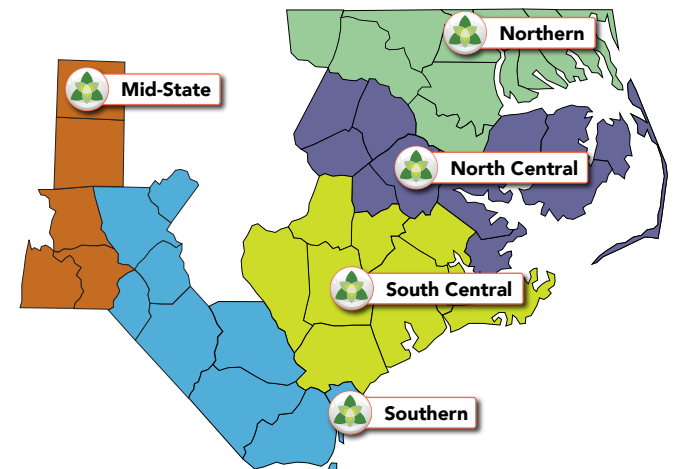 Northern
Mid-State
North Central
South Central
Southern